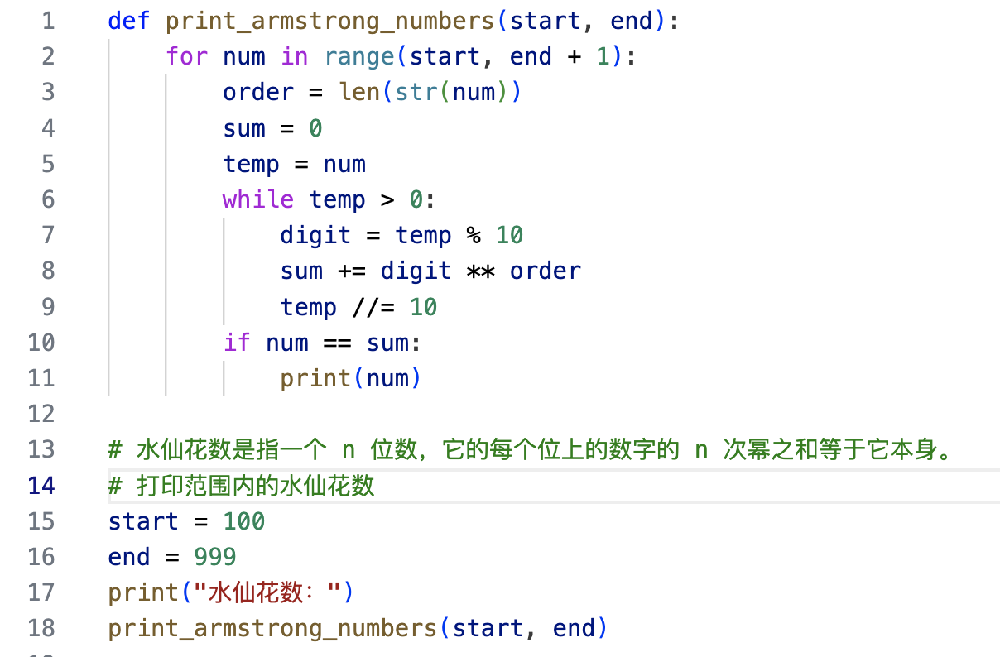 1 def print_armstrong_numbers(start, end):
2     for num in range(start, end + 1):
3         order = len(str(num))
4         sum = 0
5         temp = num
6         while temp > 0:
7             digit = temp % 10
8             sum += digit ** order
9             temp //= 10
10         if num == sum:
11             print(num)
12
13 # 水仙花数是指一个 n 位数，它的每个位上的数字的 n 次幂之和等于它本身。
14 # 打印范围内的水仙花数
15 start = 100
16 end = 999
17 print("水仙花数：")
18 print_armstrong_numbers(start, end)